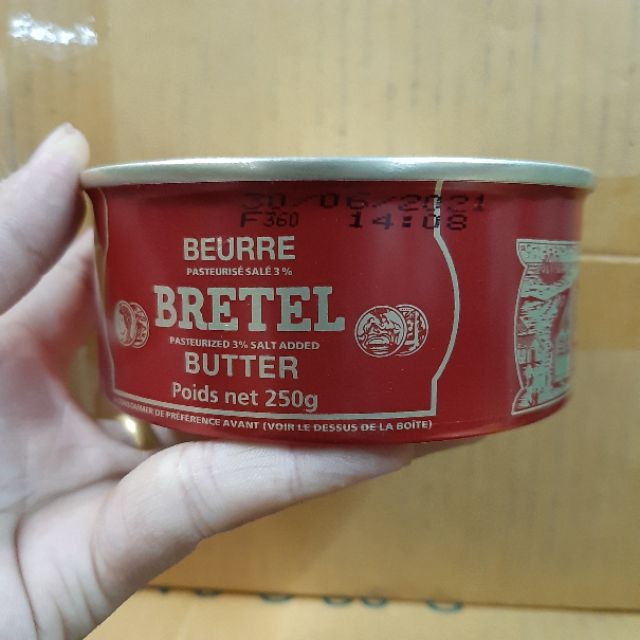 30/06/2021
F360 14:08
BEURRE
PASTEURISÉ SALÉ 3%
BRETEL
PASTEURIZED 3% SALT ADDED
BUTTER
Poids net 250g
DE PRÉFÉRENCE AVANT (VOIR LE DESSUS DE LA BOÎTE)